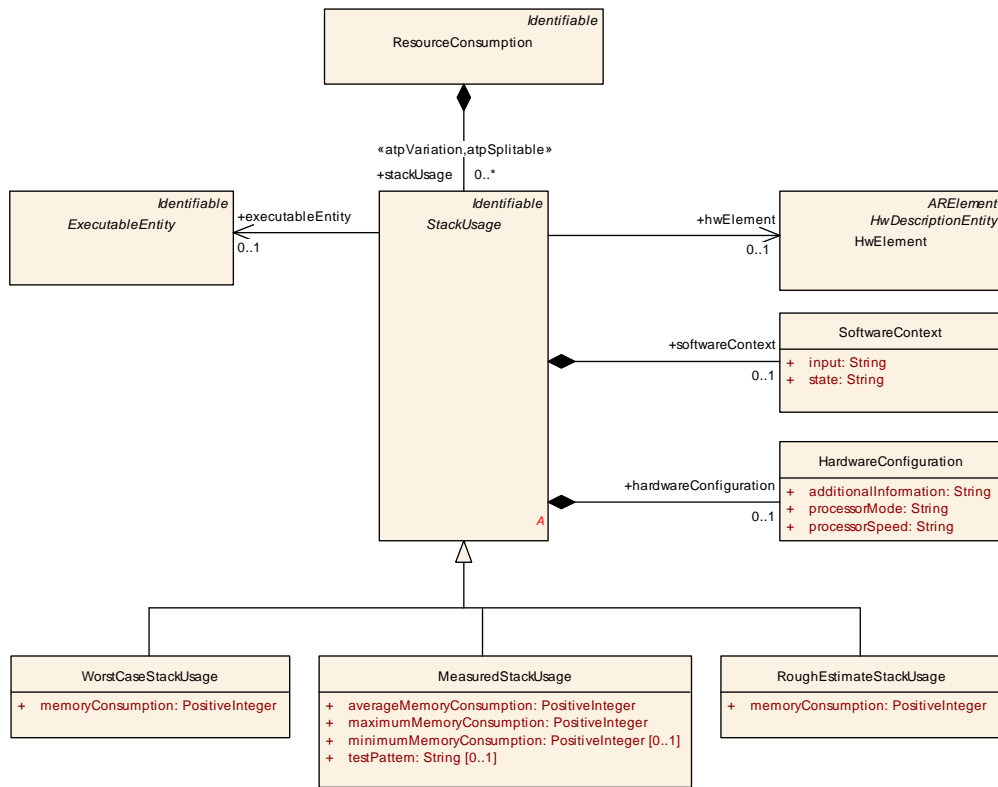 Identifiable
ResourceConsumption
«atpVariation,atpSplitable»
+stackUsage 0..*
Identifiable
ExecutableEntity
+executableEntity
0..1
Identifiable
StackUsage
A
+hwElement
0..1
ARElement
HwDescriptionEntity
HwElement
+softwareContext
0..1
SoftwareContext
+ input: String
+ state: String
+hardwareConfiguration
0..1
HardwareConfiguration
+ additionalInformation: String
+ processorMode: String
+ processorSpeed: String
WorstCaseStackUsage
+ memoryConsumption: PositiveInteger
MeasuredStackUsage
+ averageMemoryConsumption: PositiveInteger
+ maximumMemoryConsumption: PositiveInteger
+ minimumMemoryConsumption: PositiveInteger [0..1]
+ testPattern: String [0..1]
RoughEstimateStackUsage
+ memoryConsumption: PositiveInteger